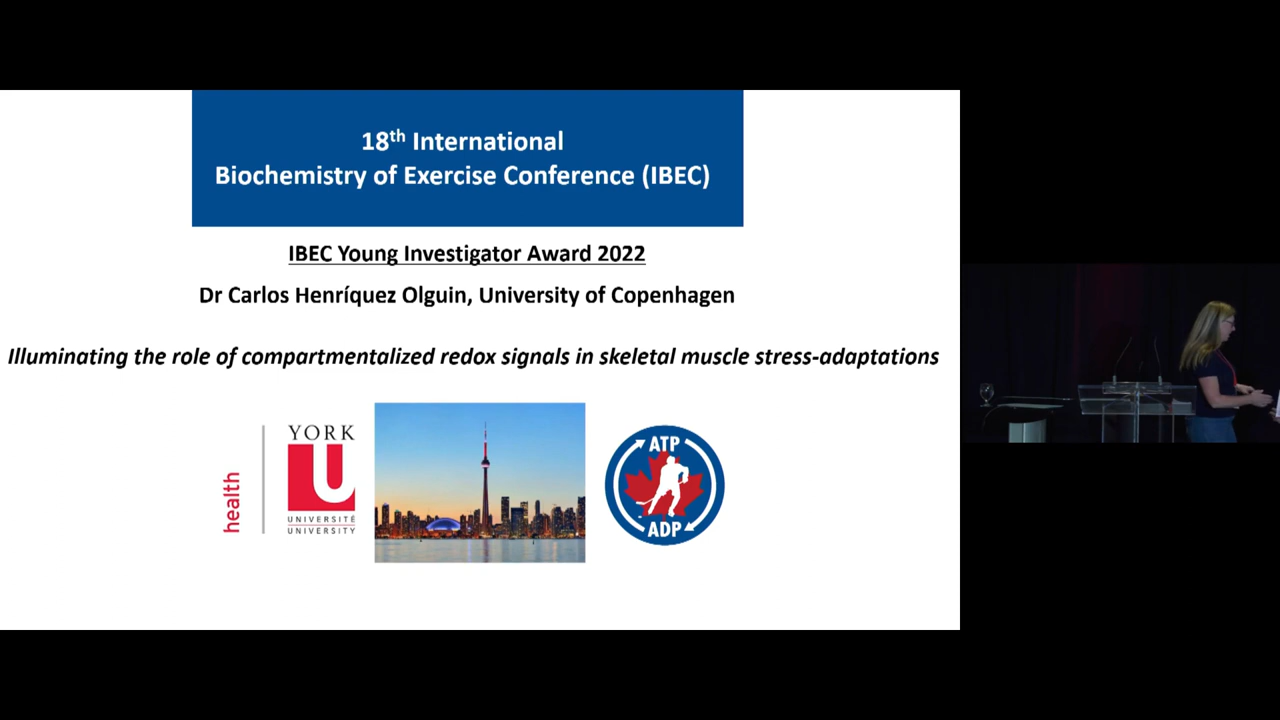 18th International
Biochemistry of Exercise Conference (IBEC)
IBEC Young Investigator Award 2022
Dr Carlos Henríquez Olguin, University of Copenhagen
Illuminating the role of compartmentalized redox signals in skeletal muscle stress-adaptations
health
YORK
U
UNIVERSITÉ
UNIVERSITY
ATP
ADP